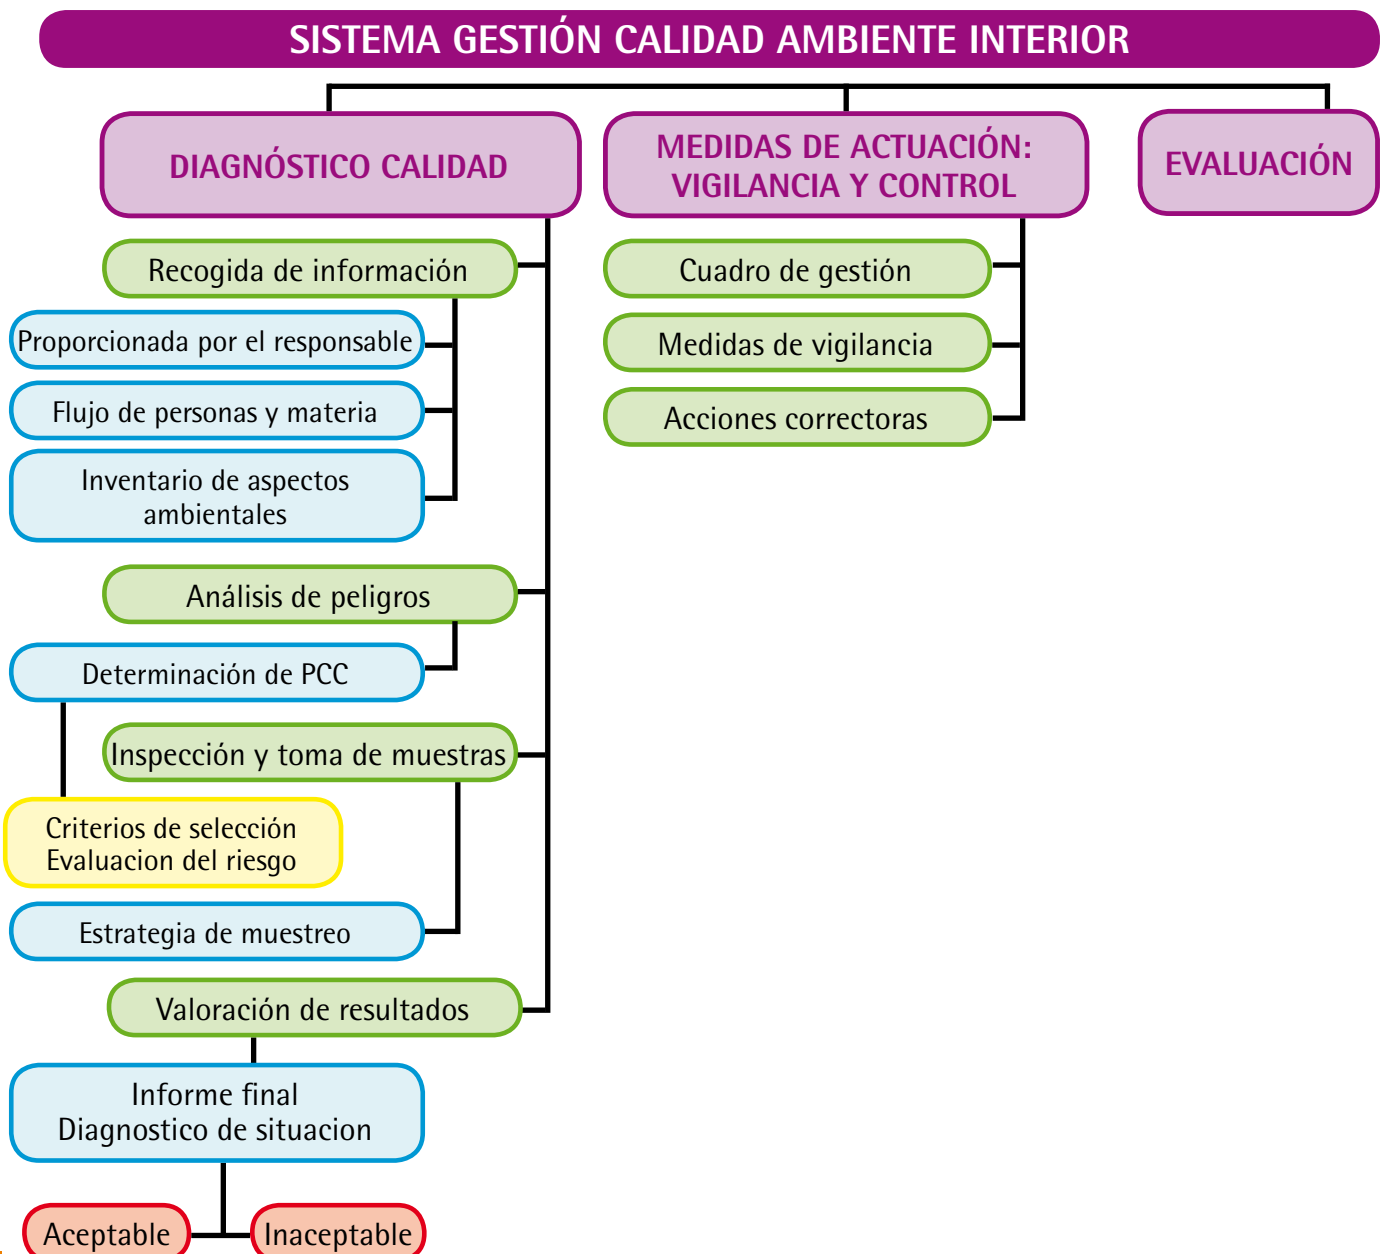 SISTEMA GESTIÓN CALIDAD AMBIENTE INTERIOR
DIAGNÓSTICO CALIDAD
Recogida de información
Proporcionada por el responsable
Flujo de personas y materia
Inventario de aspectos
ambientales
Análisis de peligros
Determinación de PCC
Inspección y toma de muestras
Criterios de selección
Evaluacion del riesgo
Estrategia de muestreo
Valoración de resultados
Informe final
Diagnostico de situacion
Aceptable
Inaceptable
MEDIDAS DE ACTUACIÓN:
VIGILANCIA Y CONTROL
Cuadro de gestión
Medidas de vigilancia
Acciones correctoras
EVALUACIÓN